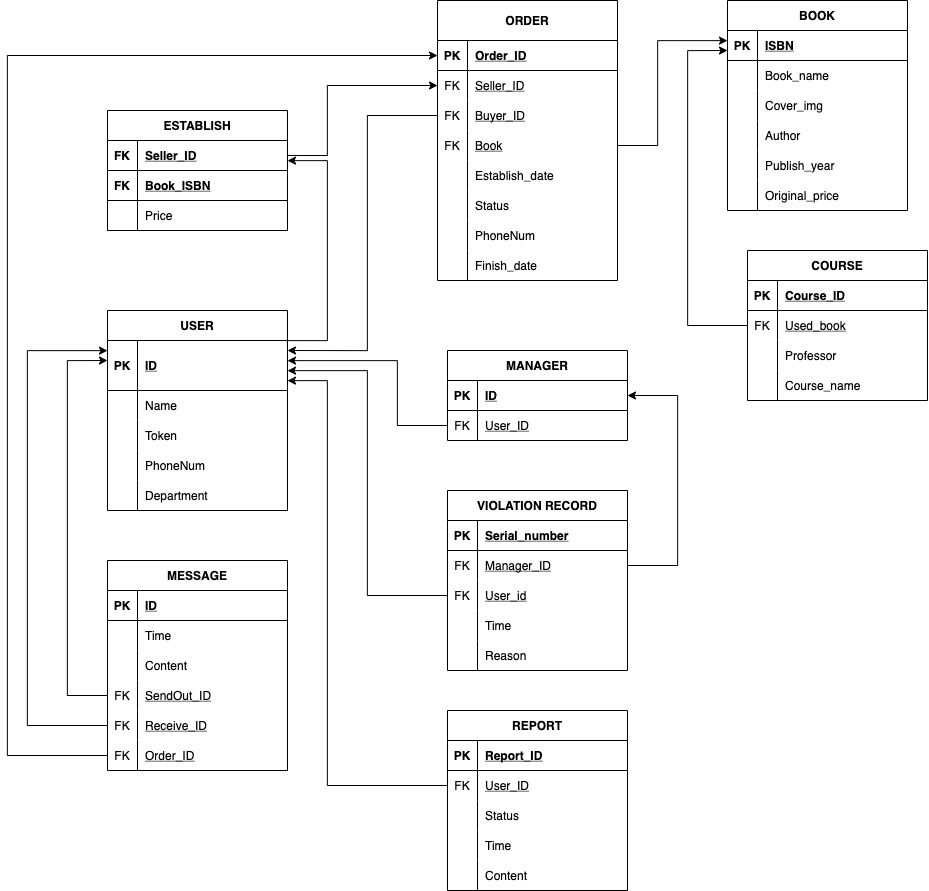 ORDER
PK Order_ID
FK Seller_ID
FK Buyer_ID
FK Book
Establish_date
Status
PhoneNum
Finish_date
BOOK
PK ISBN
Book_name
Cover_img
Author
Publish_year
Original_price
ESTABLISH
FK Seller_ID
FK Book_ISBN
Price
COURSE
PK Course_ID
FK Used_book
Professor
Course_name
USER
PK ID
Name
Token
PhoneNum
Department
MANAGER
PK ID
FK User_ID
VIOLATION RECORD
PK Serial_number
FK Manager_ID
FK User_id
Time
Reason
MESSAGE
PK ID
Time
Content
FK SendOut_ID
FK Receive_ID
FK Order_ID
REPORT
PK Report_ID
FK User_ID
Status
Time
Content